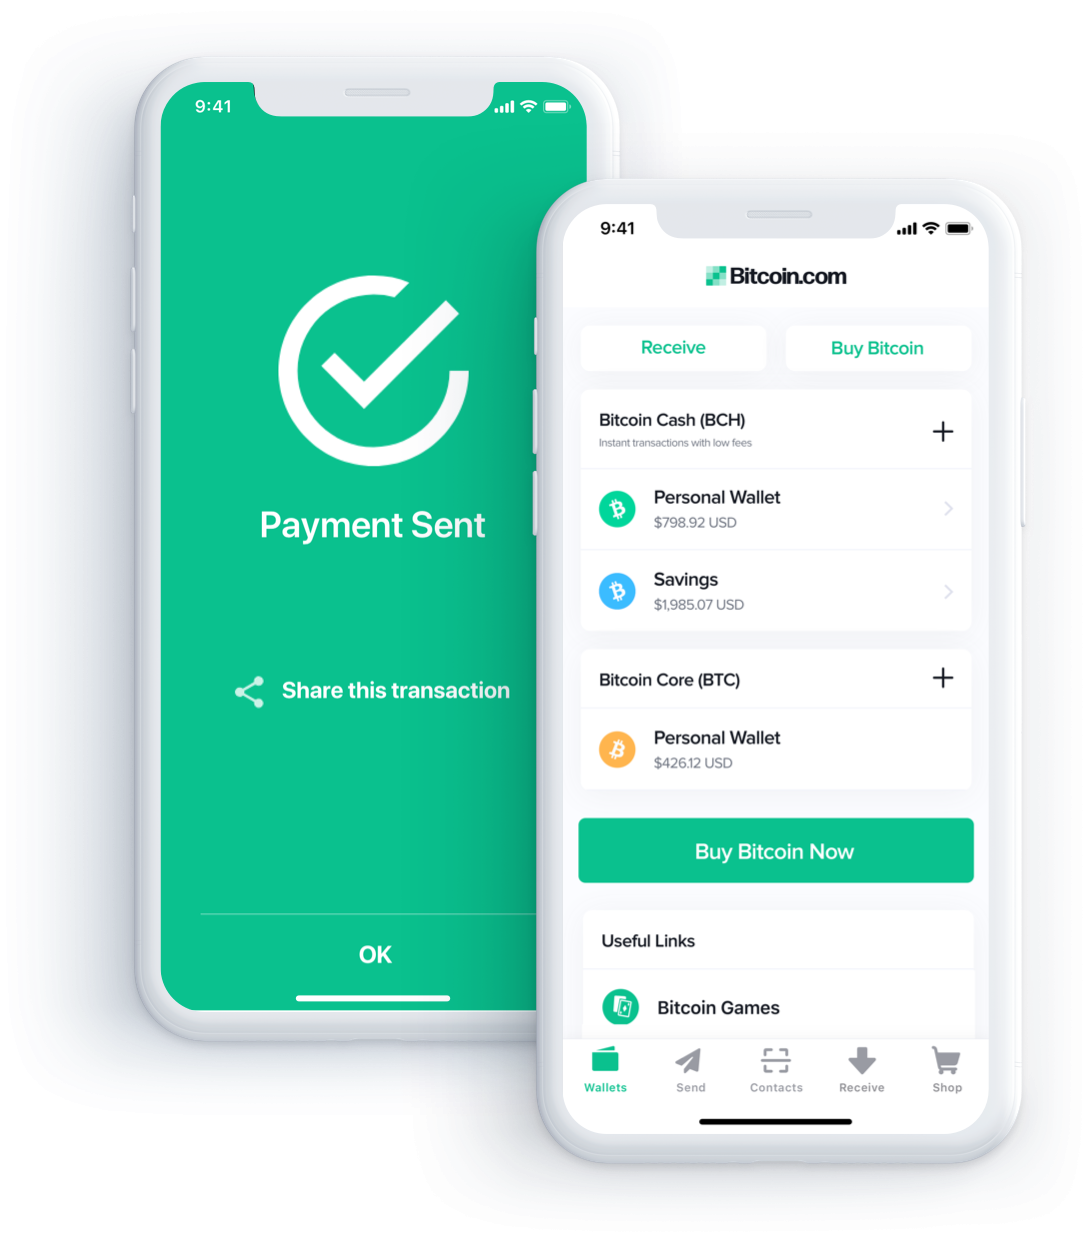 9:41
Payment Sent
Share this transaction
OK
9:41
Bitcoin.com
Receive
Buy Bitcoin
Bitcoin Cash (BCH)
Instant transactions with low fees
Personal Wallet
$798.92 USD
Savings
$1,985.07 USD
Bitcoin Core (BTC)
Personal Wallet
$426.12 USD
Buy Bitcoin Now
Useful Links
Bitcoin Games
Wallets Send Contacts Receive Shop